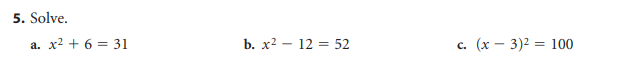 5. Solve.
a. x² + 6 = 31 b. x² − 12 = 52 c. (x − 3)² = 100